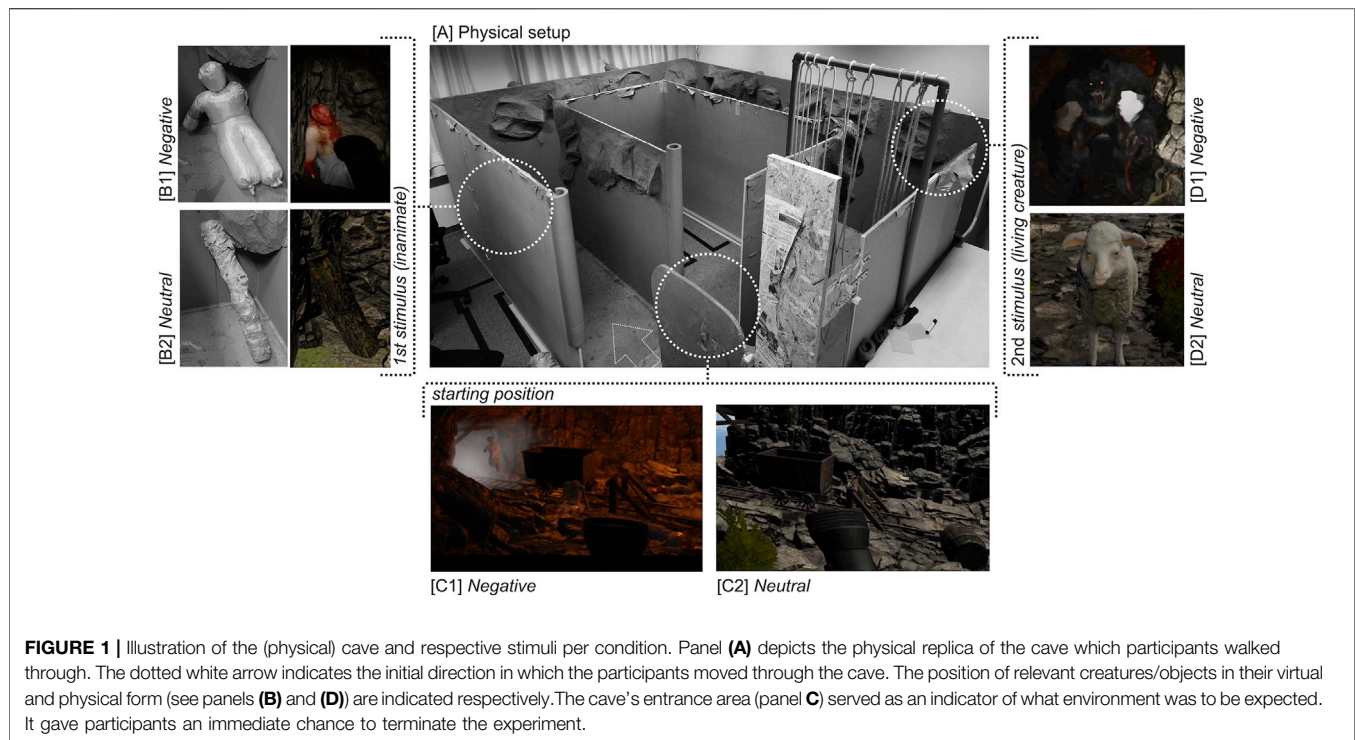 [A] Physical setup
[B1] Negative
[B2] Neutral
1st stimulus (inanimate)
2nd stimulus (living creature)
[D1] Negative
[D2] Neutral
starting position
[C1] Negative
[C2] Neutral
FIGURE 1 | Illustration of the (physical) cave and respective stimuli per condition. Panel (A) depicts the physical replica of the cave which participants walked
through. The dotted white arrow indicates the initial direction in which the participants moved through the cave. The position of relevant creatures/objects in their virtual
and physical form (see panels (B) and (D)) are indicated respectively.The cave's entrance area (panel C) served as an indicator of what environment was to be expected.
It gave participants an immediate chance to terminate the experiment.